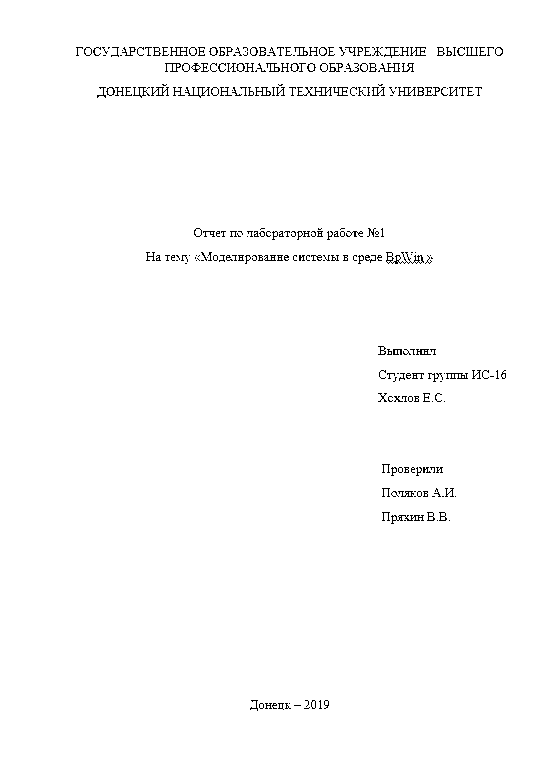 ГОСУДАРСТВЕННОЕ ОБРАЗОВАТЕЛЬНОЕ УЧРЕЖДЕНИЕ ВЫСШЕГО
ПРОФЕССИОНАЛЬНОГО ОБРАЗОВАНИЯ
ДОНЕЦКИЙ НАЦИОНАЛЬНЫЙ ТЕХНИЧЕСКИЙ УНИВЕРСИТЕТ
Отчет по лабораторной работе №1
На тему «Моделирование системы в среде BpWin »
Выполнил
Студент группы ИС-16
Хохлов Е.С.
Проверили
Поляков А.И.
Пряхин В.В.
Донецк – 2019